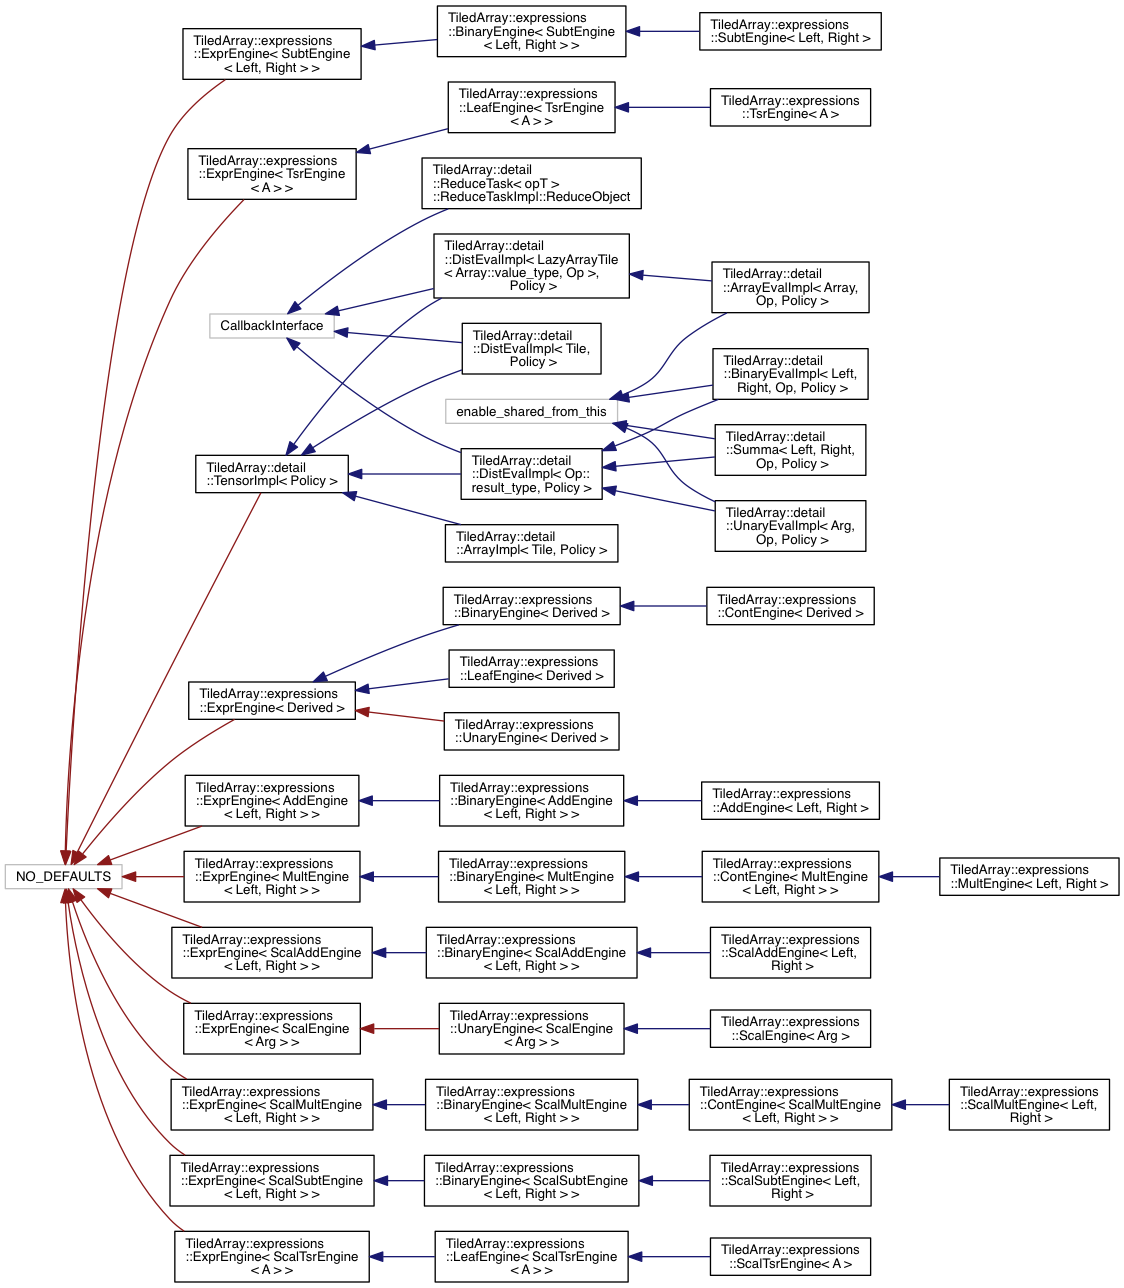 TiledArray::expressions
::ExprEngine< SubtEngine
< Left, Right > >
TiledArray::expressions
::BinaryEngine< SubtEngine
< Left, Right > >
TiledArray::expressions
::SubtEngine< Left, Right >
TiledArray::expressions
::ExprEngine< TsrEngine
< A > >
TiledArray::expressions
::LeafEngine< TsrEngine
< A > >
TiledArray::expressions
::TsrEngine< A >
TiledArray::detail
::ReduceTask< opT >
::ReduceTaskImpl::ReduceObject
CallbackInterface
TiledArray::detail
::DistEvalImpl< LazyArrayTile
< Array::value_type, Op >,
Policy >
TiledArray::detail
::ArrayEvalImpl< Array,
Op, Policy >
TiledArray::detail
::DistEvalImpl< Tile,
Policy >
TiledArray::detail
::BinaryEvalImpl< Left,
Right, Op, Policy >
enable_shared_from_this
TiledArray::detail
::TensorImpl< Policy >
TiledArray::detail
::DistEvalImpl< Op::
result_type, Policy >
TiledArray::detail
::Summa< Left, Right,
Op, Policy >
TiledArray::detail
::UnaryEvalImpl< Arg,
Op, Policy >
TiledArray::detail
::ArrayImpl< Tile, Policy >
TiledArray::expressions
::BinaryEngine< Derived >
TiledArray::expressions
::ContEngine< Derived >
TiledArray::expressions
::ExprEngine< Derived >
TiledArray::expressions
::LeafEngine< Derived >
TiledArray::expressions
::UnaryEngine< Derived >
TiledArray::expressions
::ExprEngine< AddEngine
< Left, Right > >
TiledArray::expressions
::BinaryEngine< AddEngine
< Left, Right > >
TiledArray::expressions
::AddEngine< Left, Right >
NO_DEFAULTS
TiledArray::expressions
::ExprEngine< MultEngine
< Left, Right > >
TiledArray::expressions
::BinaryEngine< MultEngine
< Left, Right > >
TiledArray::expressions
::ContEngine< MultEngine
< Left, Right > >
TiledArray::expressions
::MultEngine< Left, Right >
TiledArray::expressions
::ExprEngine< ScalAddEngine
< Left, Right > >
TiledArray::expressions
::BinaryEngine< ScalAddEngine
< Left, Right > >
TiledArray::expressions
::ScalAddEngine< Left,
Right >
TiledArray::expressions
::ExprEngine< ScalEngine
< Arg > >
TiledArray::expressions
::UnaryEngine< ScalEngine
< Arg > >
TiledArray::expressions
::ScalEngine< Arg >
TiledArray::expressions
::ExprEngine< ScalMultEngine
< Left, Right > >
TiledArray::expressions
::BinaryEngine< ScalMultEngine
< Left, Right > >
TiledArray::expressions
::ContEngine< ScalMultEngine
< Left, Right > >
TiledArray::expressions
::ScalMultEngine< Left,
Right >
TiledArray::expressions
::ExprEngine< ScalSubtEngine
< Left, Right > >
TiledArray::expressions
::BinaryEngine< ScalSubtEngine
< Left, Right > >
TiledArray::expressions
::ScalSubtEngine< Left,
Right >
TiledArray::expressions
::ExprEngine< ScalTsrEngine
< A > >
TiledArray::expressions
::LeafEngine< ScalTsrEngine
< A > >
TiledArray::expressions
::ScalTsrEngine< A >